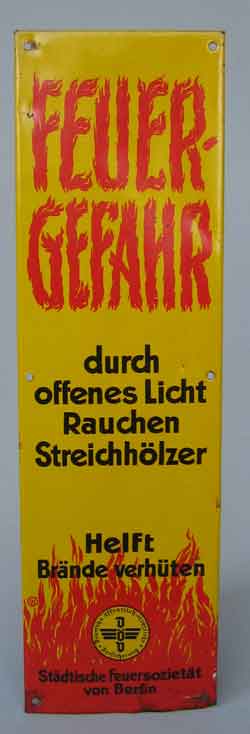 FEUER-
GEFAHR
durch
offenes Licht
Rauchen
Streichhölzer
Helft
Brände verhüten
®
Städtische Feuersozietät
von Berlin